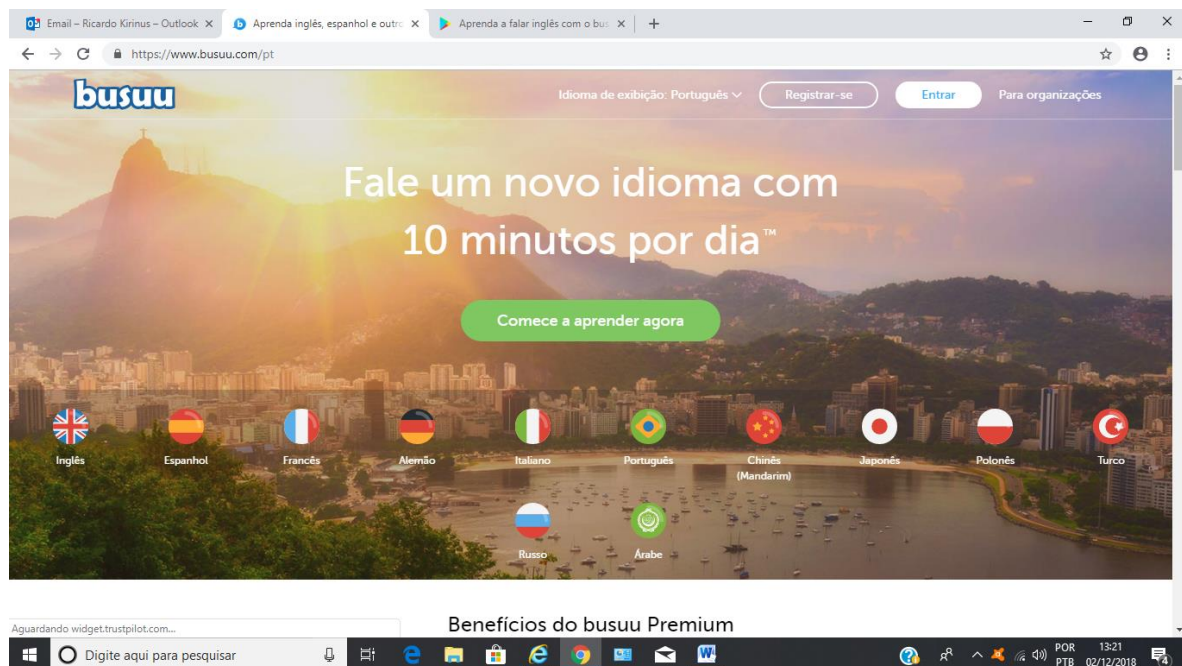 Email – Ricardo Kirinus – Outlook
Aprenda inglês, espanhol e outro
Aprenda a falar inglês com o bus
https://www.busuu.com/pt
busuu
Idioma de exibição: Português
Registrar-se
Entrar
Para organizações
Fale um novo idioma com
10 minutos por dia™
Comece a aprender agora
Inglês
Espanhol
Francês
Alemão
Italiano
Português
Chinês
(Mandarim)
Japonês
Polonês
Turco
Russo
Árabe
Benefícios do busuu Premium
Aguardando widget.trustpilot.com...
Digite aqui para pesquisar
POR
PTB
13:21
02/12/2018
4